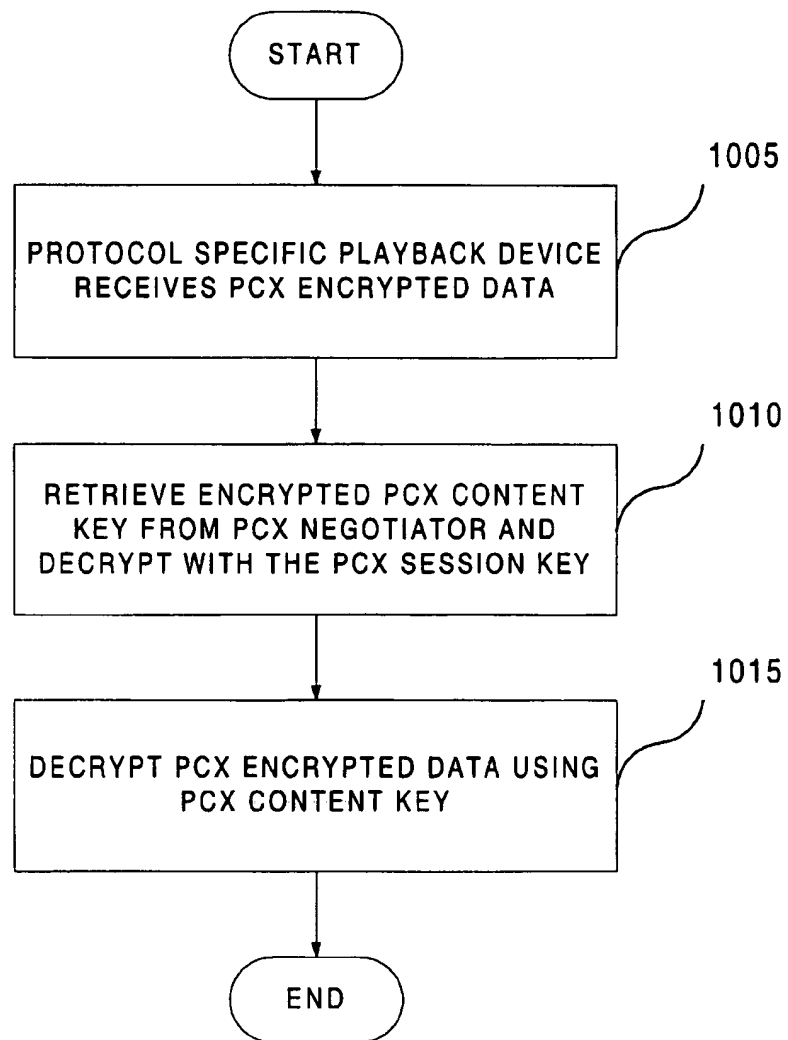 START
1005
PROTOCOL SPECIFIC PLAYBACK DEVICE
RECEIVES PCX ENCRYPTED DATA
1010
RETRIEVE ENCRYPTED PCX CONTENT
KEY FROM PCX NEGOTIATOR AND
DECRYPT WITH THE PCX SESSION KEY
1015
DECRYPT PCX ENCRYPTED DATA USING
PCX CONTENT KEY
END